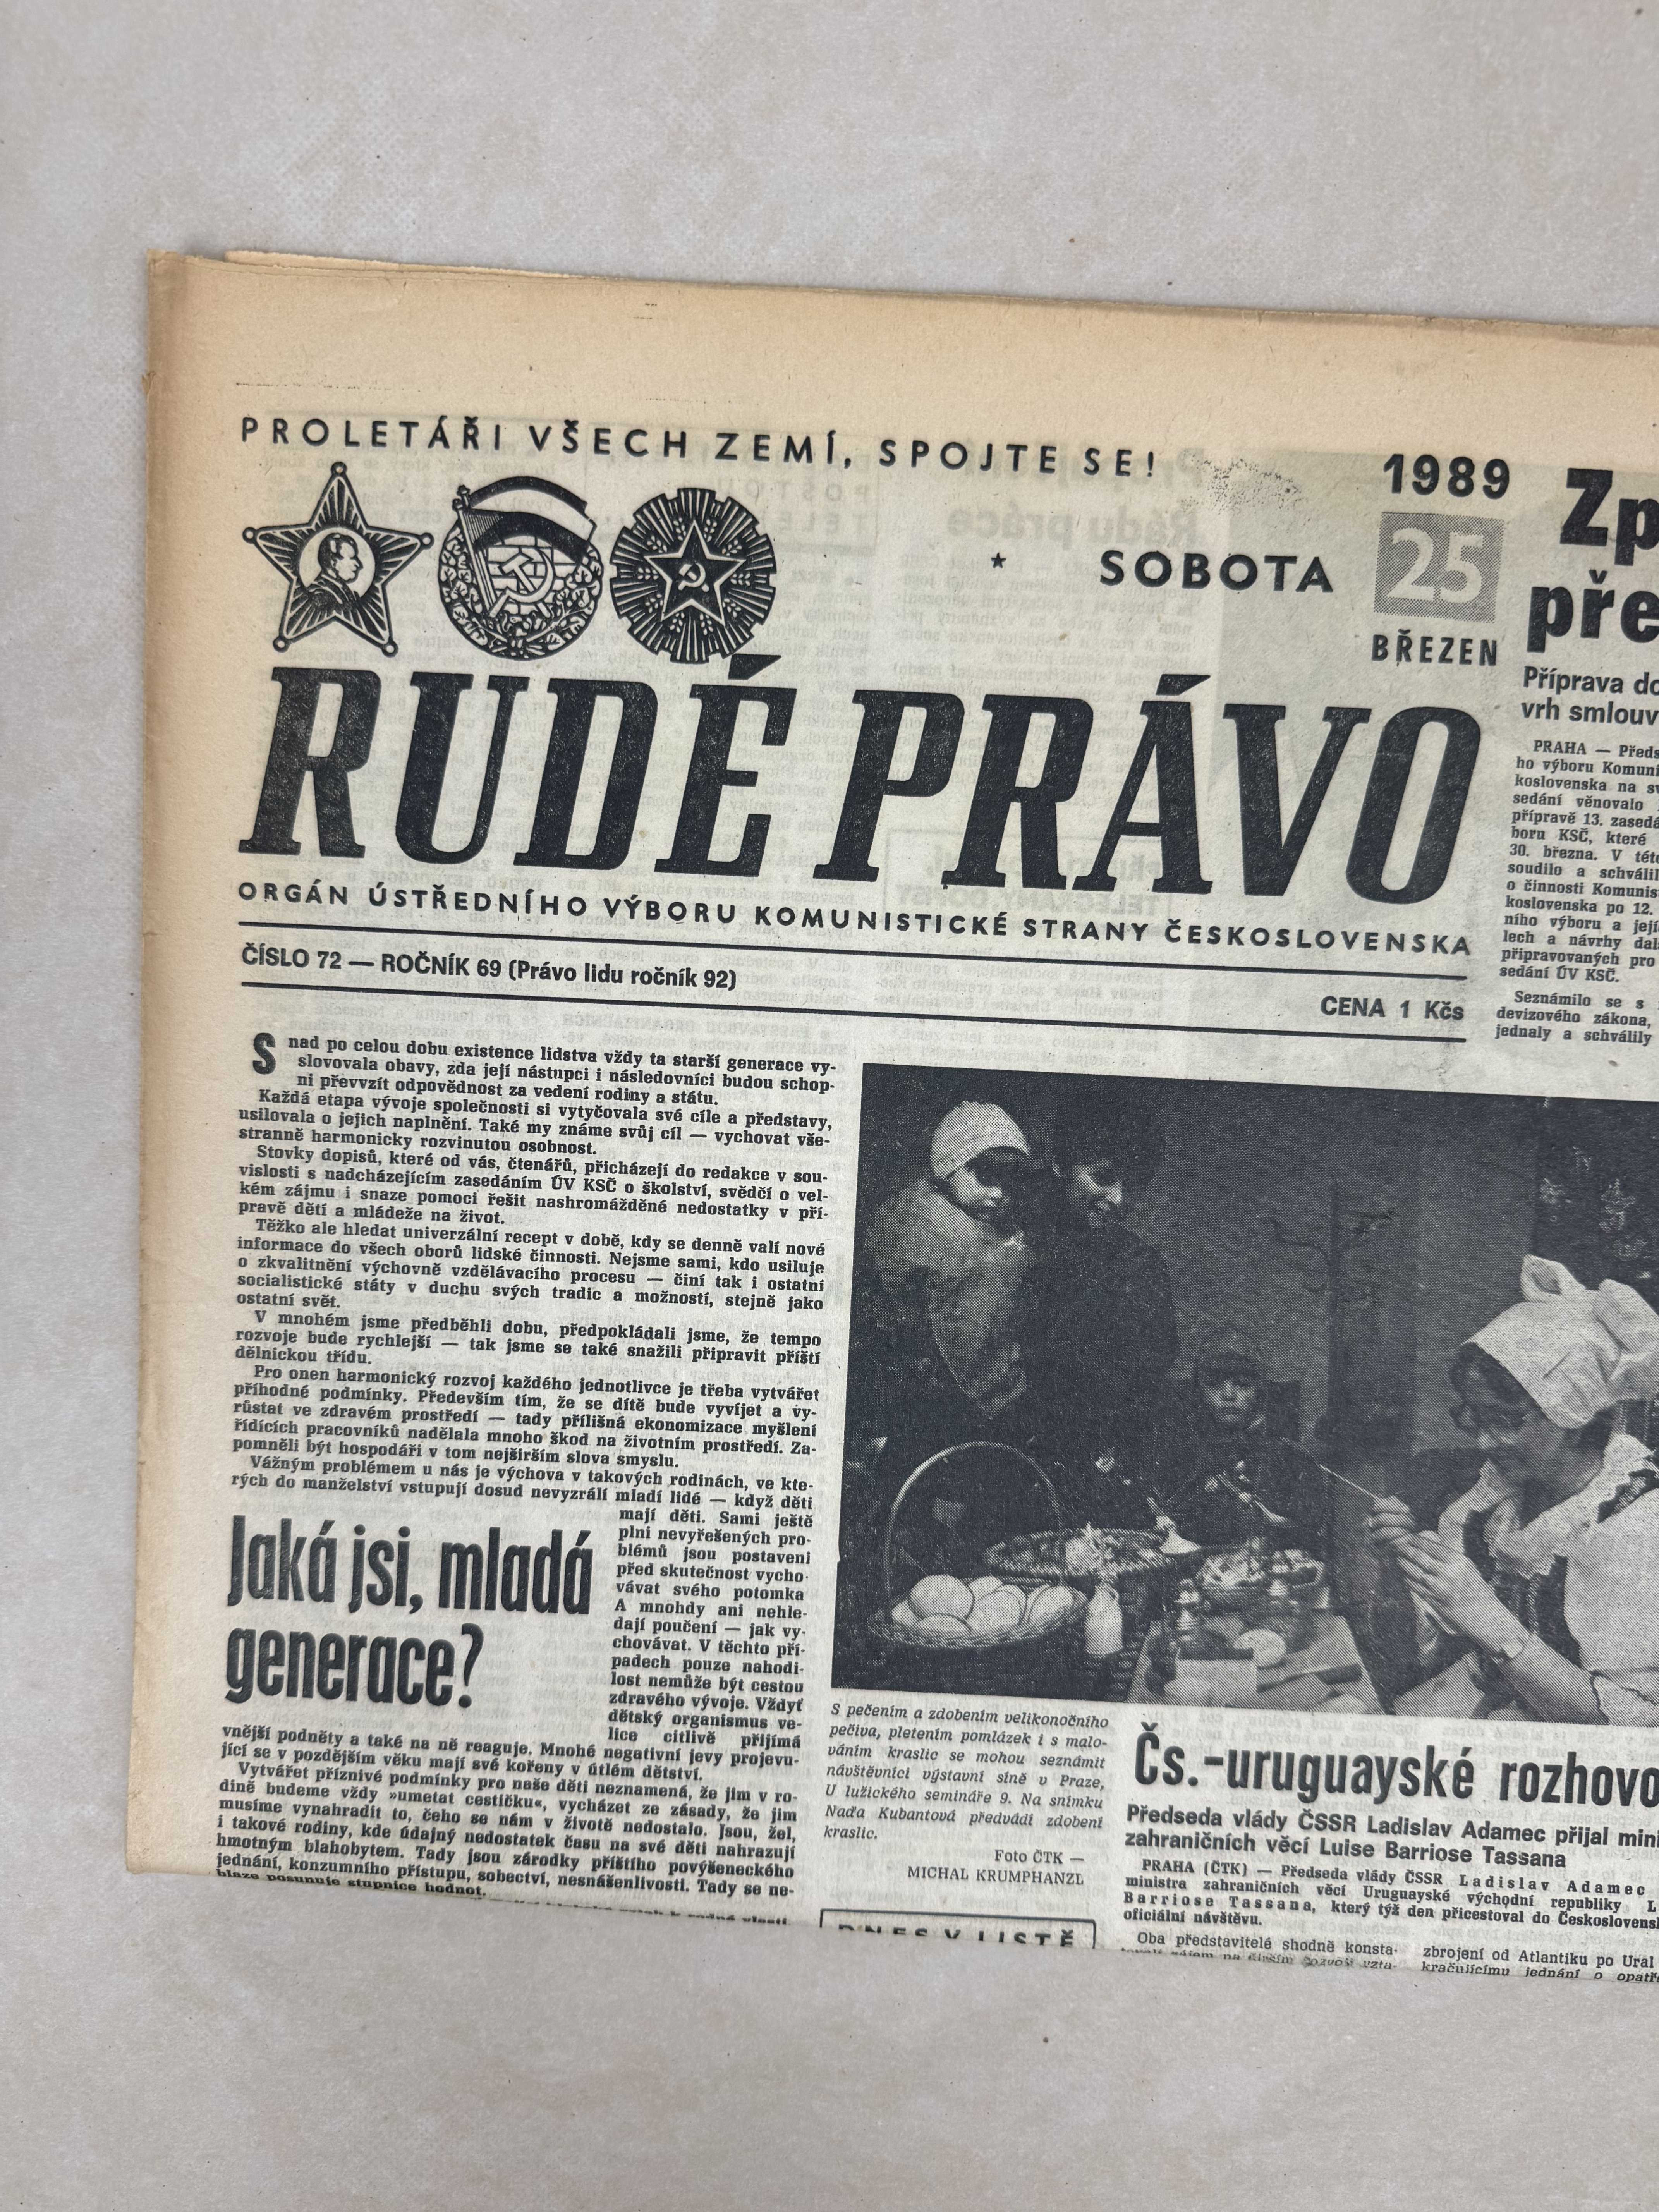 PROLETÁŘI VŠECH ZEMÍ, SPOJTE SE!
★ SOBOTA
1989
25
BŘEZEN
RUDÉ PRÁVO
ORGÁN ÚSTŘEDNÍHO VÝBORU KOMUNISTICKÉ STRANY ČESKOSLOVENSKA
ČÍSLO 72 — ROČNÍK 69 (Právo lidu ročník 92)
CENA 1 Kčs
Snad po celou dobu existence lidstva vždy ta starší generace vy-
slovovala obavy, zda její nástupci i následovníci budou schop-
ni převvzít odpovědnost za vedení rodiny a státu.
Každá etapa vývoje společnosti si vytyčovala své cíle a představy,
usilovala o jejich naplnění. Také my známe svůj cíl — vychovat vše-
stranně harmonicky rozvinutou osobnost.
Stovky dopisů, které od vás, čtenářů, přicházejí do redakce v sou-
vislosti s nadcházejícím zasedáním ÚV KSČ o školství, svědčí o vel-
kém zájmu i snaze pomoci řešit nashromážděné nedostatky v pří-
pravě dětí a mládeže na život.
Těžko ale hledat univerzální recept v době, kdy se denně valí nové
informace do všech oborů lidské činnosti. Nejsme sami, kdo usiluje
o zkvalitnění výchovně vzdělávacího procesu — činí tak i ostatní
socialistické státy v duchu svých tradic a možností, stejně jako
ostatní svět.
V mnohém jsme předběhli dobu, předpokládali jsme, že tempo
rozvoje bude rychlejší — tak jsme se také snažili připravit příští
dělnickou třídu.
Pro onen harmonický rozvoj každého jednotlivce je třeba vytvářet
příhodné podmínky. Především tím, že se dítě bude vyvíjet a vy-
růstat ve zdravém prostředí — tady přílišná ekonomizace myšlení
řídících pracovníků nadělala mnoho škod na životním prostředí. Za-
pomněli být hospodáři v tom nejširším slova smyslu.
Vážným problémem u nás je výchova v takových rodinách, ve kte-
rých do manželství vstupují dosud nevyzrálí mladí lidé — když děti
mají děti. Sami ještě
plni nevyřešených pro-
blémů jsou postaveni
před skutečnost vycho-
vávat svého potomka
A mnohdy ani nehle-
dají poučení — jak vy-
chovávat. V těchto pří-
padech pouze nahodi-
lost nemůže být cestou
zdravého vývoje. Vždyť
dětský organismus ve-
lice citlivě přijímá
Jaká jsi, mladá
generace?
vnější podněty a také na ně reaguje. Mnohé negativní jevy projevu-
jící se v pozdějším věku mají své kořeny v útlém dětství.
Vytvářet příznivé podmínky pro naše děti neznamená, že jim v ro-
dině budeme vždy »umetat cestičku«, vycházet ze zásady, že jim
musíme vynahradit to, čeho se nám v životě nedostalo. Jsou, žel,
i takové rodiny, kde údajný nedostatek času na své děti nahrazují
hmotným blahobytem. Tady jsou zárodky příštího povýšeneckého
jednání, konzumního přístupu, sobectví, nesnášenlivosti. Tady se ne-
blaze posunuje stupnice hodnot.
S pečením a zdobením velikonočního
pečiva, pletením pomlázek i s malo-
váním kraslic se mohou seznámit
návštěvníci výstavní síně v Praze,
U lužického semináře 9. Na snímku
Naďa Kubantová předvádí zdobení
kraslic.
Foto ČTK —
MICHAL KRUMPHANZL
DNES V LISTĚ
Zp
pře
Příprava do
vrh smlouv
PRAHA — Předs
ho výboru Komuni
koslovenska na sv
sedání věnovalo
přípravě 13. zasedá
boru KSČ, které
30. března. V této
soudilo a schválil
o činnosti Komunis
koslovenska po 12.
ního výboru a její
lech a návrhy dal
připravovaných pro
sedání ÚV KSČ.
Seznámilo se s
devizového zákona,
jednaly a schválily
Čs.-uruguayské rozhovo
Předseda vlády ČSSR Ladislav Adamec přijal mini
zahraničních věcí Luise Barriose Tassana
PRAHA (ČTK) — Předseda vlády ČSSR Ladislav Adamec
ministra zahraničních věcí Uruguayské východní republiky L
Barriose Tassana, který týž den přicestoval do Českosloven
oficiální návštěvu.
Oba představitelé shodně konsta-
zbrojení od Atlantiku po Ural
kračujícímu jednání o opatř